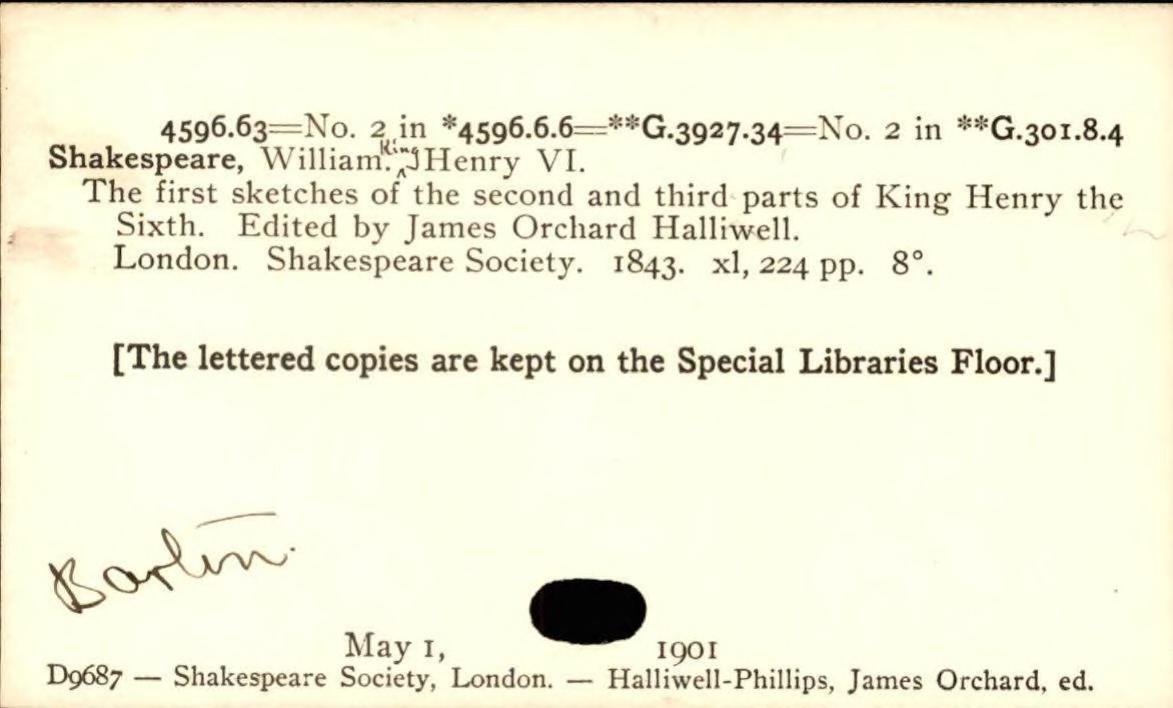 4596.63=No. 2 in *4596.6.6=**G.3927.34=No. 2 in **G.301.8.4
Shakespeare, William. King Henry VI.
The first sketches of the second and third parts of King Henry the
Sixth. Edited by James Orchard Halliwell.
London. Shakespeare Society. 1843. xl, 224 pp. 8°.
[The lettered copies are kept on the Special Libraries Floor.]
Barton.
May 1, 1901
D9687 — Shakespeare Society, London. — Halliwell-Phillips, James Orchard, ed.